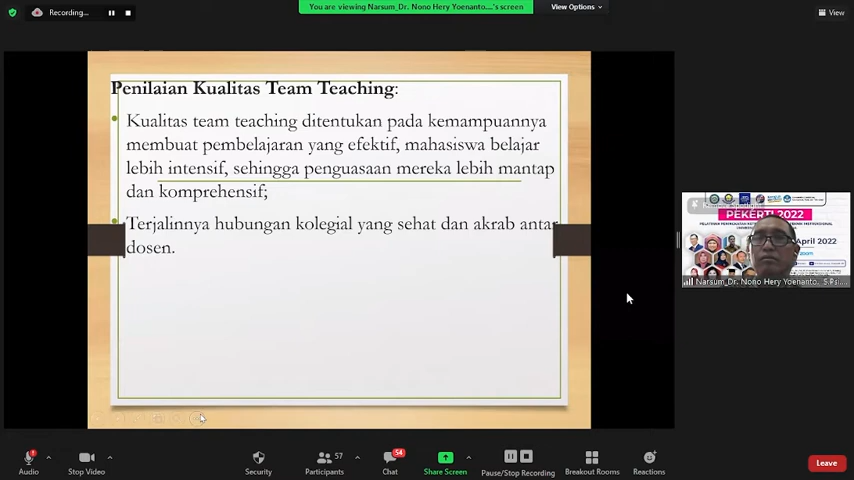 Recording...
You are viewing Narsum_Dr. Nono Hery Yoenanto....'s screen
View Options
View
Penilaian Kualitas Team Teaching:
Kualitas team teaching ditentukan pada kemampuannya
membuat pembelajaran yang efektif, mahasiswa belajar
lebih intensif, sehingga penguasaan mereka lebih mantap
dan komprehensif;
Terjalinnya hubungan kolegial yang sehat dan akrab antar
dosen.
PEKERTI 2022
April 2022
zoom
Narsum_Dr. Nono Hery Yoenanto. S.Psi....
Audio
Stop Video
Security
57
Participants
54
Chat
Share Screen
Pause/Stop Recording
Breakout Rooms
Reactions
Leave